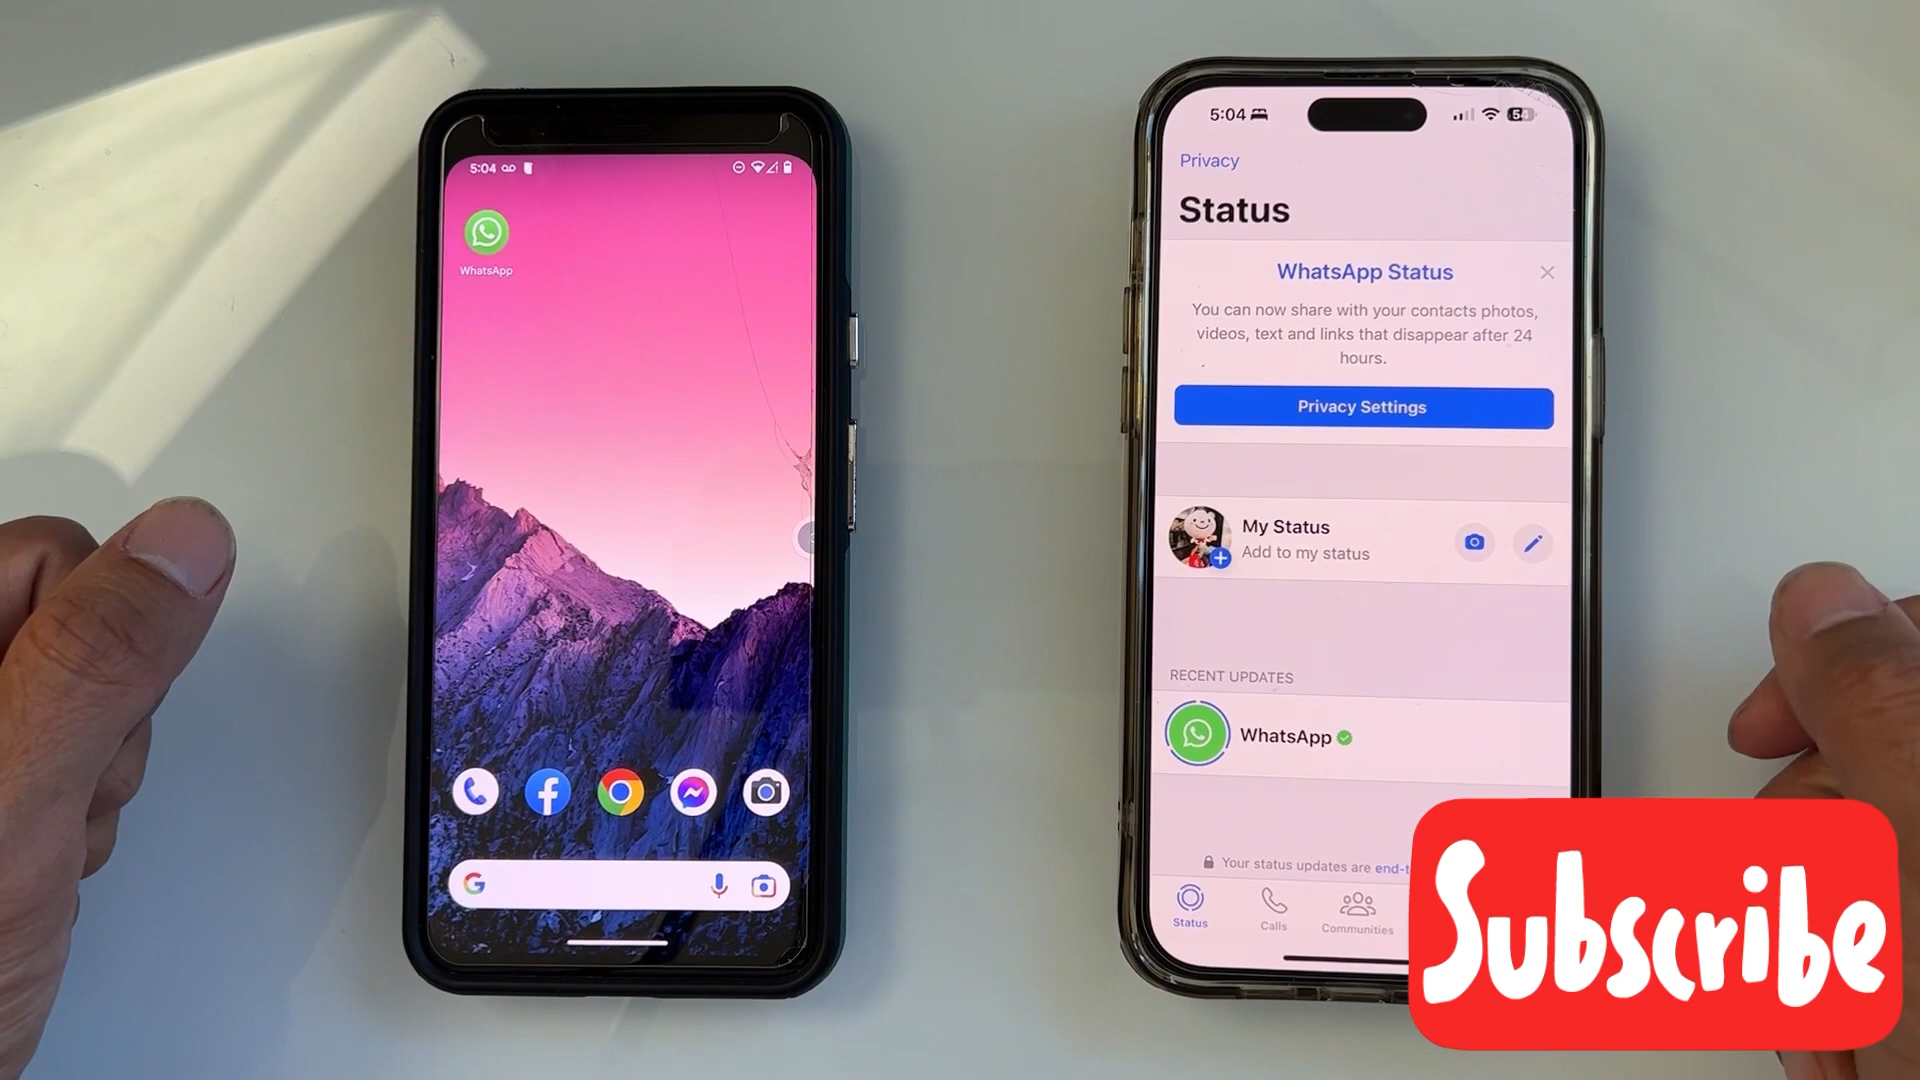 5:04
WhatsApp
5:04
54
Privacy
Status
WhatsApp Status
You can now share with your contacts photos,
videos, text and links that disappear after 24
hours.
Privacy Settings
My Status
Add to my status
RECENT UPDATES
WhatsApp
Your status updates are end-t
Status
Calls
Communities
Subscribe